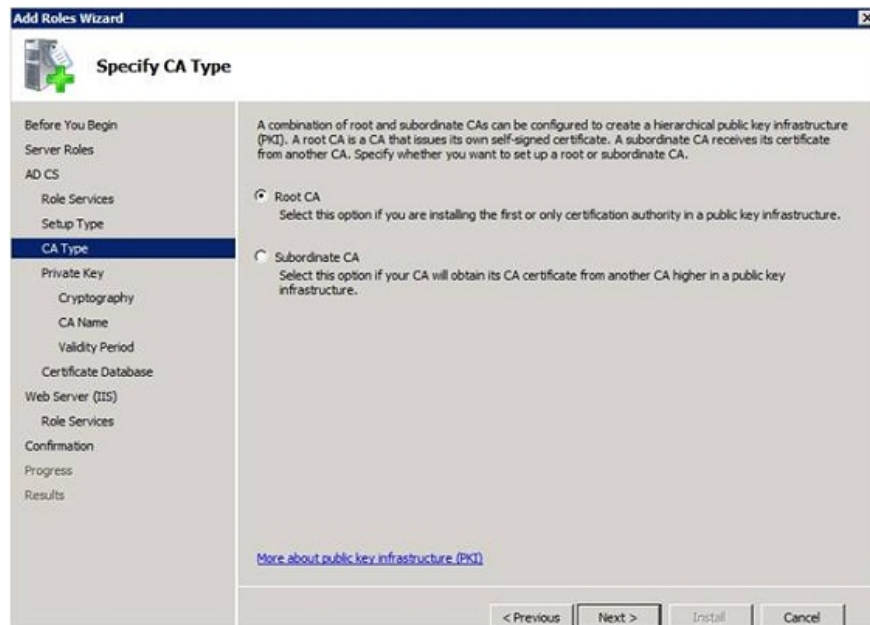 Add Roles Wizard
Specify CA Type
Before You Begin
Server Roles
AD CS
Role Services
Setup Type
CA Type
Private Key
Cryptography
CA Name
Validity Period
Certificate Database
Web Server (IIS)
Role Services
Confirmation
Progress
Results
A combination of root and subordinate CAs can be configured to create a hierarchical public key infrastructure
(PKI). A root CA is a CA that issues its own self-signed certificate. A subordinate CA receives its certificate
from another CA. Specify whether you want to set up a root or subordinate CA.
Root CA
Select this option if you are installing the first or only certification authority in a public key infrastructure.
Subordinate CA
Select this option if your CA will obtain its CA certificate from another CA higher in a public key
infrastructure.
More about public key infrastructure (PKI)
< Previous Next > Install Cancel